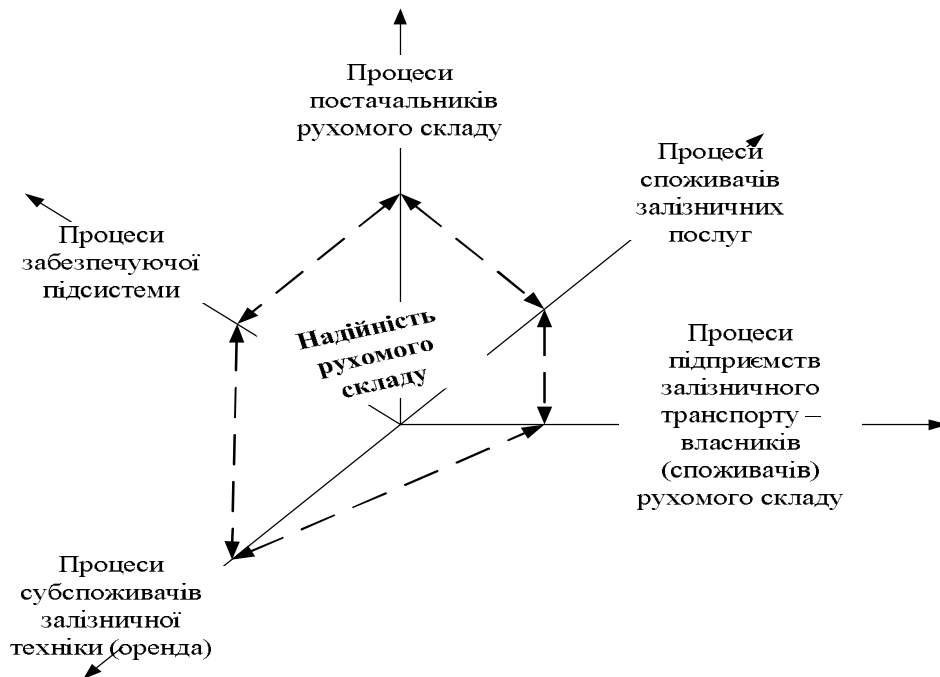 Процеси
постачальників
рухомого складу
Процеси
споживачів
залізничних
послуг
Процеси
забезпечуючої
підсистеми
Надійність
рухомого
складу
Процеси
підприємств
залізничного
транспорту –
власників
(споживачів)
рухомого складу
Процеси
субспоживачів
залізничної
техніки (оренда)